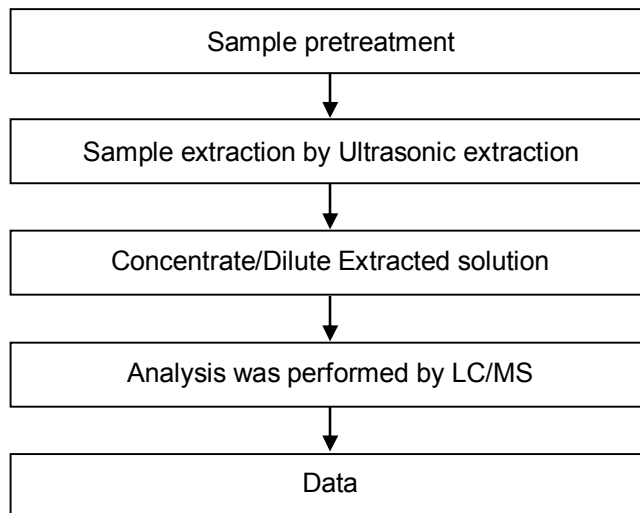 Sample pretreatment
Sample extraction by Ultrasonic extraction
Concentrate/Dilute Extracted solution
Analysis was performed by LC/MS
Data